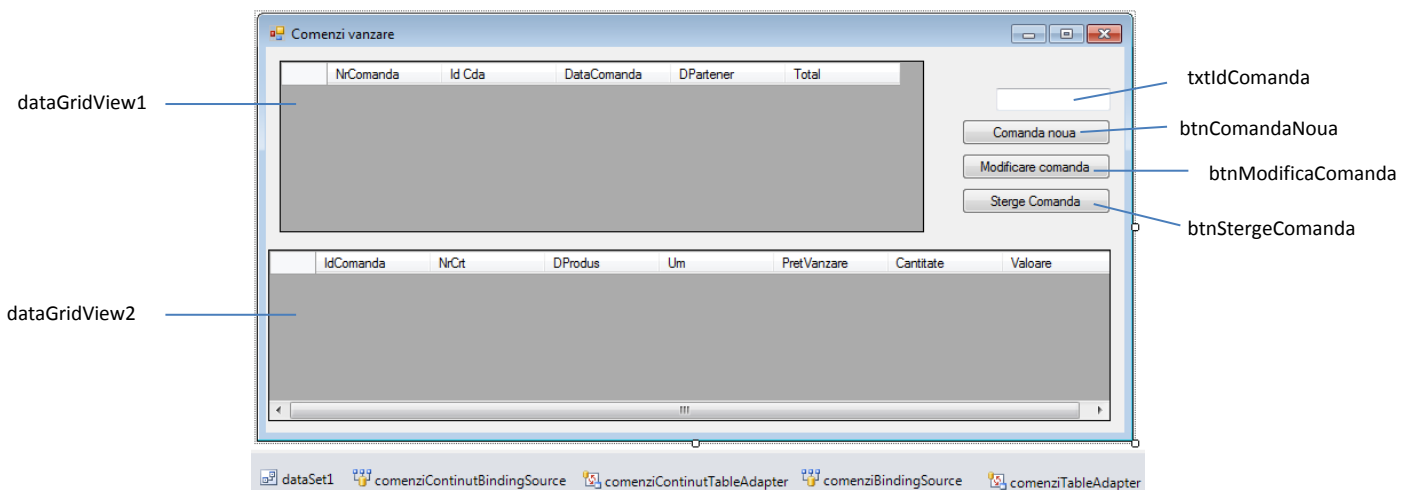 Comenzi vanzare
NrComanda Id Cda DataComanda DPartener Total
dataGridView1
txtIdComanda
Comanda noua
btnComandaNoua
Modificare comanda
btnModificaComanda
Sterge Comanda
btnStergeComanda
IdComanda NrCrt DProdus Um PretVanzare Cantitate Valoare
dataGridView2
dataSet1 comenziContinutBindingSource comenziContinutTableAdapter comenziBindingSource comenziTableAdapter